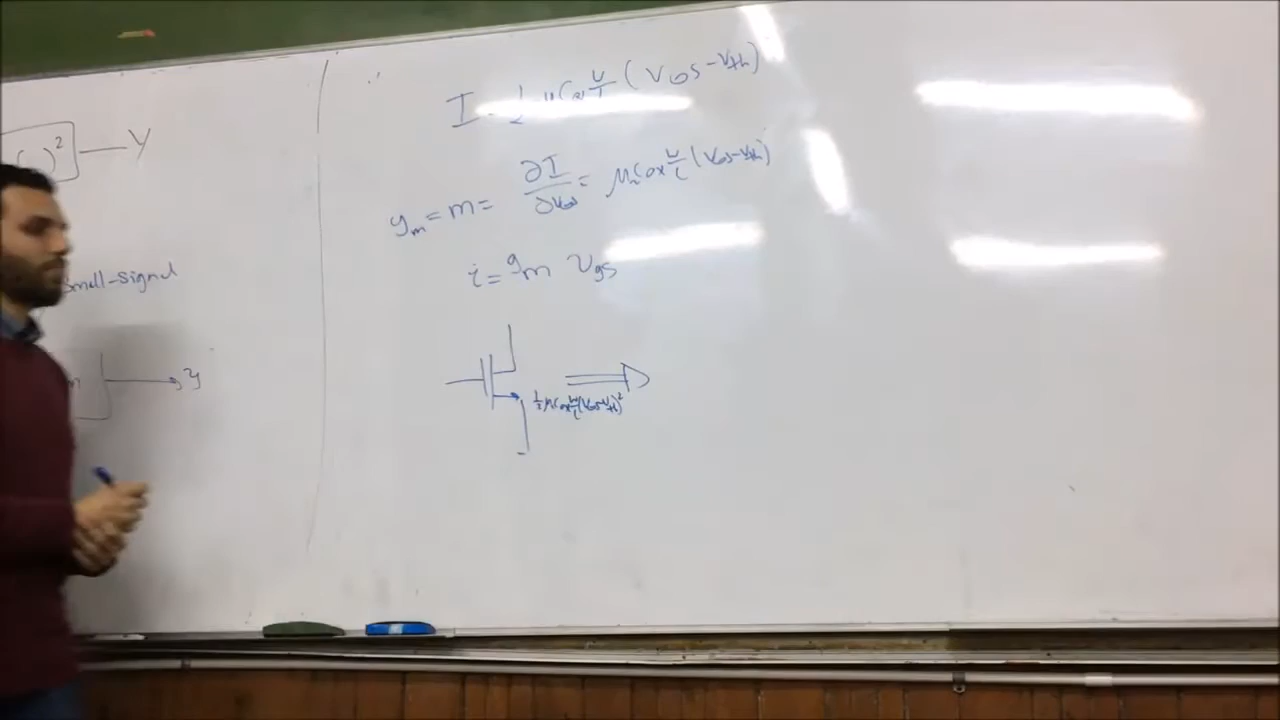 ( )² — Y
small-signal
y
I = ½ μCox W/L (VGS - Vth)
gm = m = ∂I/∂VGS = μnCox W/L (VGS - Vth)
i = gm vgs
½ μCox W/L (VGS - Vth)²